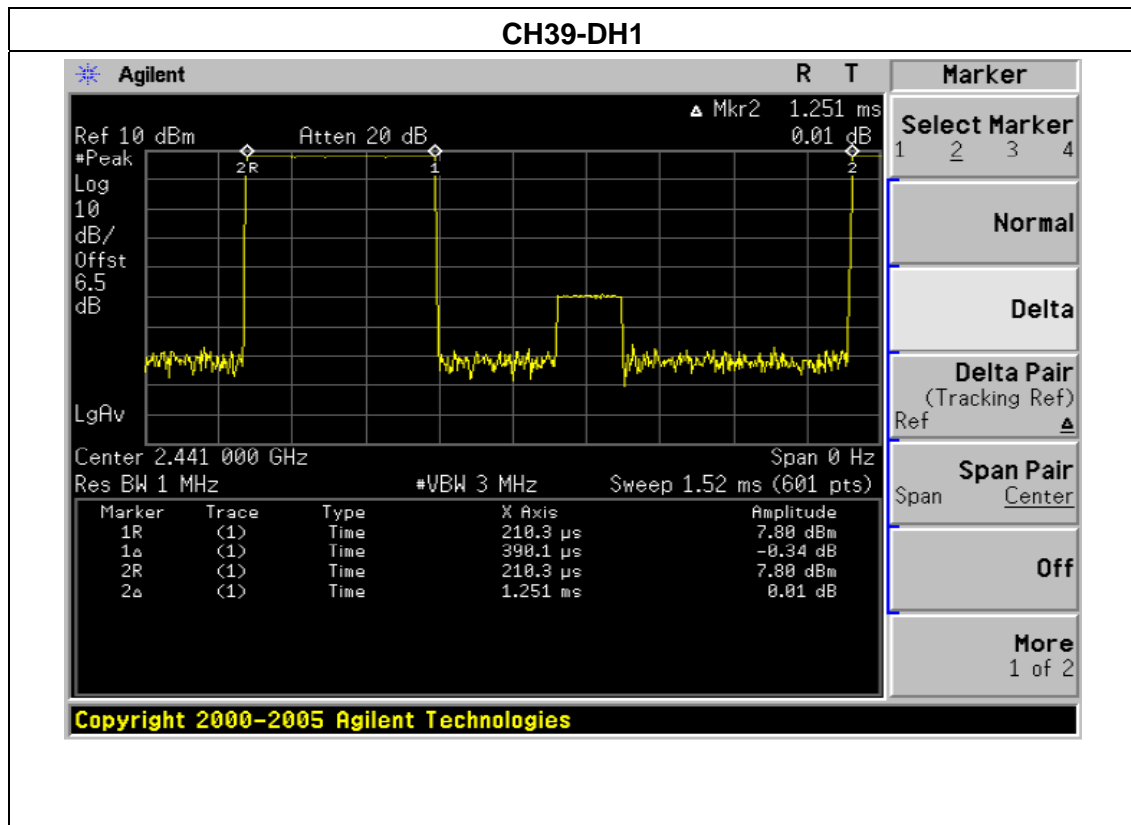 CH39-DH1
Agilent R T
Δ Mkr2 1.251 ms
Ref 10 dBm Atten 20 dB 0.01 dB
#Peak
Log
10
dB/
Offst
6.5
dB
LgAv
2R 1 2
Center 2.441 000 GHz Span 0 Hz
Res BW 1 MHz #VBW 3 MHz Sweep 1.52 ms (601 pts)
Marker Trace Type X Axis Amplitude
1R (1) Time 210.3 µs 7.80 dBm
1Δ (1) Time 390.1 µs -0.34 dB
2R (1) Time 210.3 µs 7.80 dBm
2Δ (1) Time 1.251 ms 0.01 dB
Marker
Select Marker
1 2 3 4
Normal
Delta
Delta Pair
(Tracking Ref)
Ref Δ
Span Pair
Span Center
Off
More
1 of 2
Copyright 2000-2005 Agilent Technologies